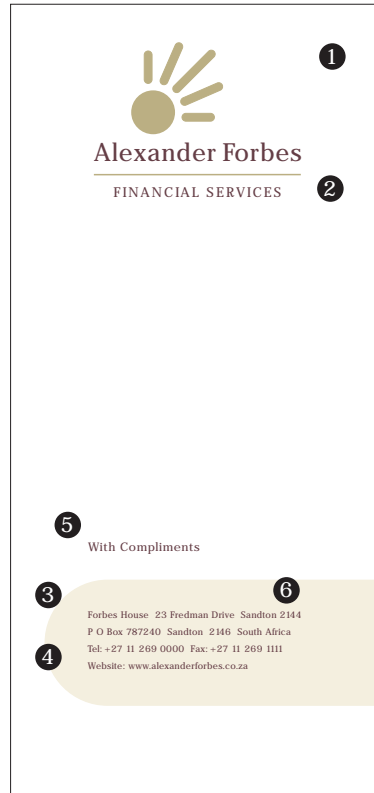 1
Alexander Forbes
FINANCIAL SERVICES
2
5
With Compliments
6
3
Forbes House 23 Fredman Drive Sandton 2144
P O Box 787240 Sandton 2146 South Africa
Tel: +27 11 269 0000 Fax: +27 11 269 1111
4
Website: www.alexanderforbes.co.za